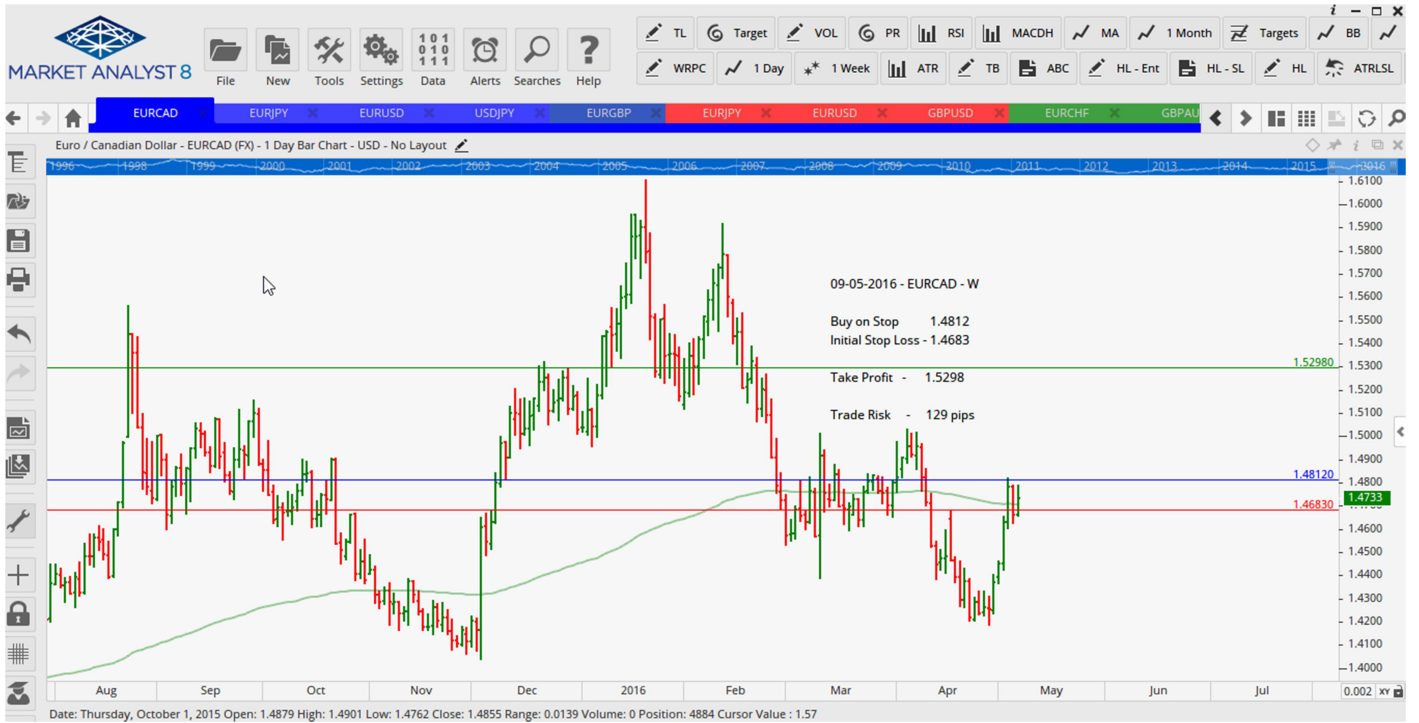 i
MARKET ANALYST 8
File
New
Tools
Settings
101
010
111
Data
Alerts
Searches
Help
TL
Target
VOL
PR
RSI
MACDH
MA
1 Month
Targets
BB
WRPC
1 Day
1 Week
ATR
TB
ABC
HL - Ent
HL - SL
HL
ATRLSL
EURCAD
EURJPY
EURUSD
USDJPY
EURGBP
EURJPY
EURUSD
GBPUSD
EURCHF
GBPAU
Euro / Canadian Dollar - EURCAD (FX) - 1 Day Bar Chart - USD - No Layout
i
1996 1998 1999 2000 2001 2002 2003 2004 2005 2006 2007 2008 2009 2010 2011 2012 2013 2014 2015 2016
1.6100
1.6000
1.5900
1.5800
1.5700
1.5600
1.5500
1.5400
1.5300
1.5200
1.5100
1.5000
1.4900
1.4800
1.4733
1.4600
1.4500
1.4400
1.4300
1.4200
1.4100
1.4000
09-05-2016 - EURCAD - W
Buy on Stop 1.4812
Initial Stop Loss - 1.4683
1.52980
Take Profit - 1.5298
Trade Risk - 129 pips
1.48120
1.46830
Aug Sep Oct Nov Dec 2016 Feb Mar Apr May Jun Jul
0.002 XY
Date: Thursday, October 1, 2015 Open: 1.4879 High: 1.4901 Low: 1.4762 Close: 1.4855 Range: 0.0139 Volume: 0 Position: 4884 Cursor Value : 1.57